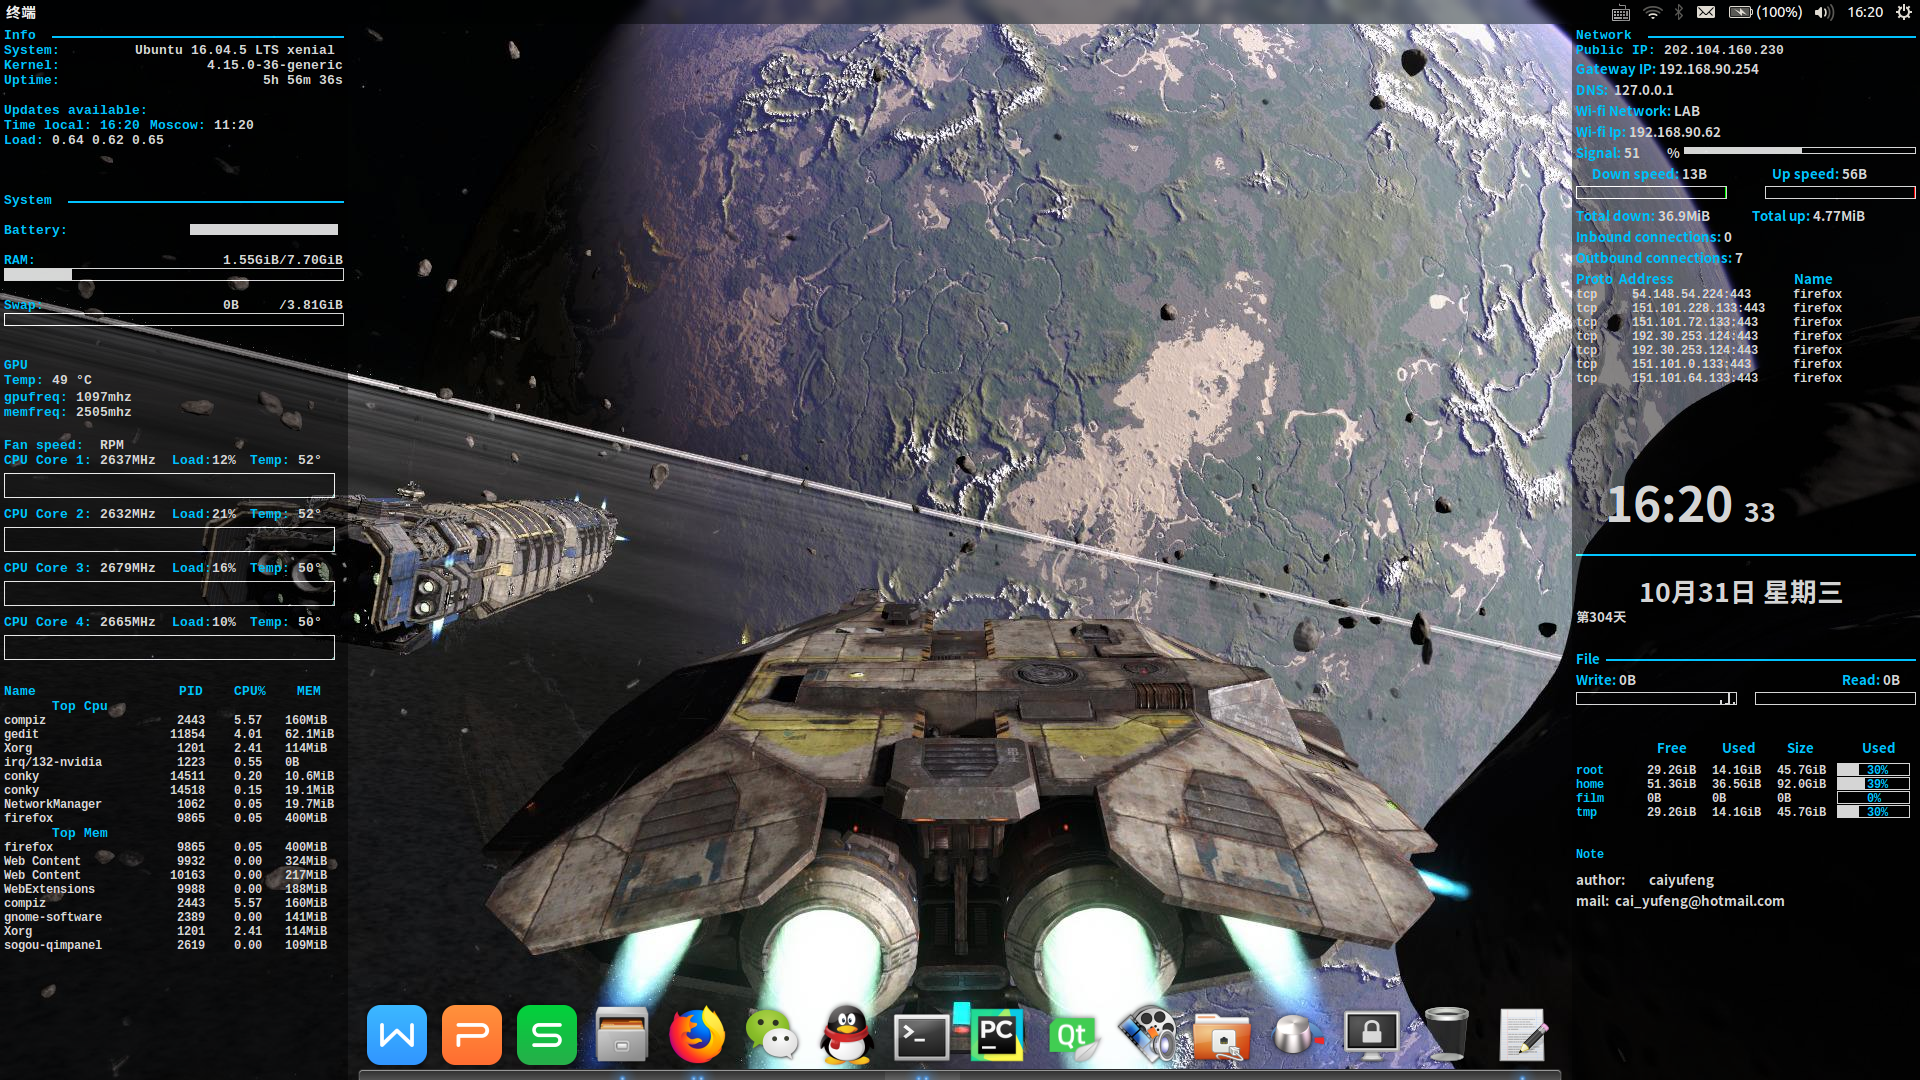 终端
(100%) 16:20
Info
System: Ubuntu 16.04.5 LTS xenial
Kernel: 4.15.0-36-generic
Uptime: 5h 56m 36s
Updates available:
Time local: 16:20 Moscow: 11:20
Load: 0.64 0.62 0.65
System
Battery:
RAM: 1.55GiB/7.70GiB
Swap: 0B /3.81GiB
GPU
Temp: 49 °C
gpufreq: 1097mhz
memfreq: 2505mhz
Fan speed: RPM
CPU Core 1: 2637MHz Load:12% Temp: 52°
CPU Core 2: 2632MHz Load:21% Temp: 52°
CPU Core 3: 2679MHz Load:16% Temp: 50°
CPU Core 4: 2665MHz Load:10% Temp: 50°
Name PID CPU% MEM
Top Cpu
compiz 2443 5.57 160MiB
gedit 11854 4.01 62.1MiB
Xorg 1201 2.41 114MiB
irq/132-nvidia 1223 0.55 0B
conky 14511 0.20 10.6MiB
conky 14518 0.15 19.1MiB
NetworkManager 1062 0.05 19.7MiB
firefox 9865 0.05 400MiB
Top Mem
firefox 9865 0.05 400MiB
Web Content 9932 0.00 324MiB
Web Content 10163 0.00 217MiB
WebExtensions 9988 0.00 188MiB
compiz 2443 5.57 160MiB
gnome-software 2389 0.00 141MiB
Xorg 1201 2.41 114MiB
sogou-qimpanel 2619 0.00 109MiB
Network
Public IP: 202.104.160.230
Gateway IP: 192.168.90.254
DNS: 127.0.0.1
Wi-fi Network: LAB
Wi-fi Ip: 192.168.90.62
Signal: 51 %
Down speed: 13B Up speed: 56B
Total down: 36.9MiB Total up: 4.77MiB
Inbound connections: 0
Outbound connections: 7
Proto Address Name
tcp 54.148.54.224:443 firefox
tcp 151.101.228.133:443 firefox
tcp 151.101.72.133:443 firefox
tcp 192.30.253.124:443 firefox
tcp 192.30.253.124:443 firefox
tcp 151.101.0.133:443 firefox
tcp 151.101.64.133:443 firefox
16:20 33
10月31日 星期三
第304天
File
Write: 0B Read: 0B
Free Used Size Used
root 29.2GiB 14.1GiB 45.7GiB 30%
home 51.3GiB 36.5GiB 92.0GiB 39%
film 0B 0B 0B 0%
tmp 29.2GiB 14.1GiB 45.7GiB 30%
Note
author: caiyufeng
mail: cai_yufeng@hotmail.com
W P S >_ PC Qt